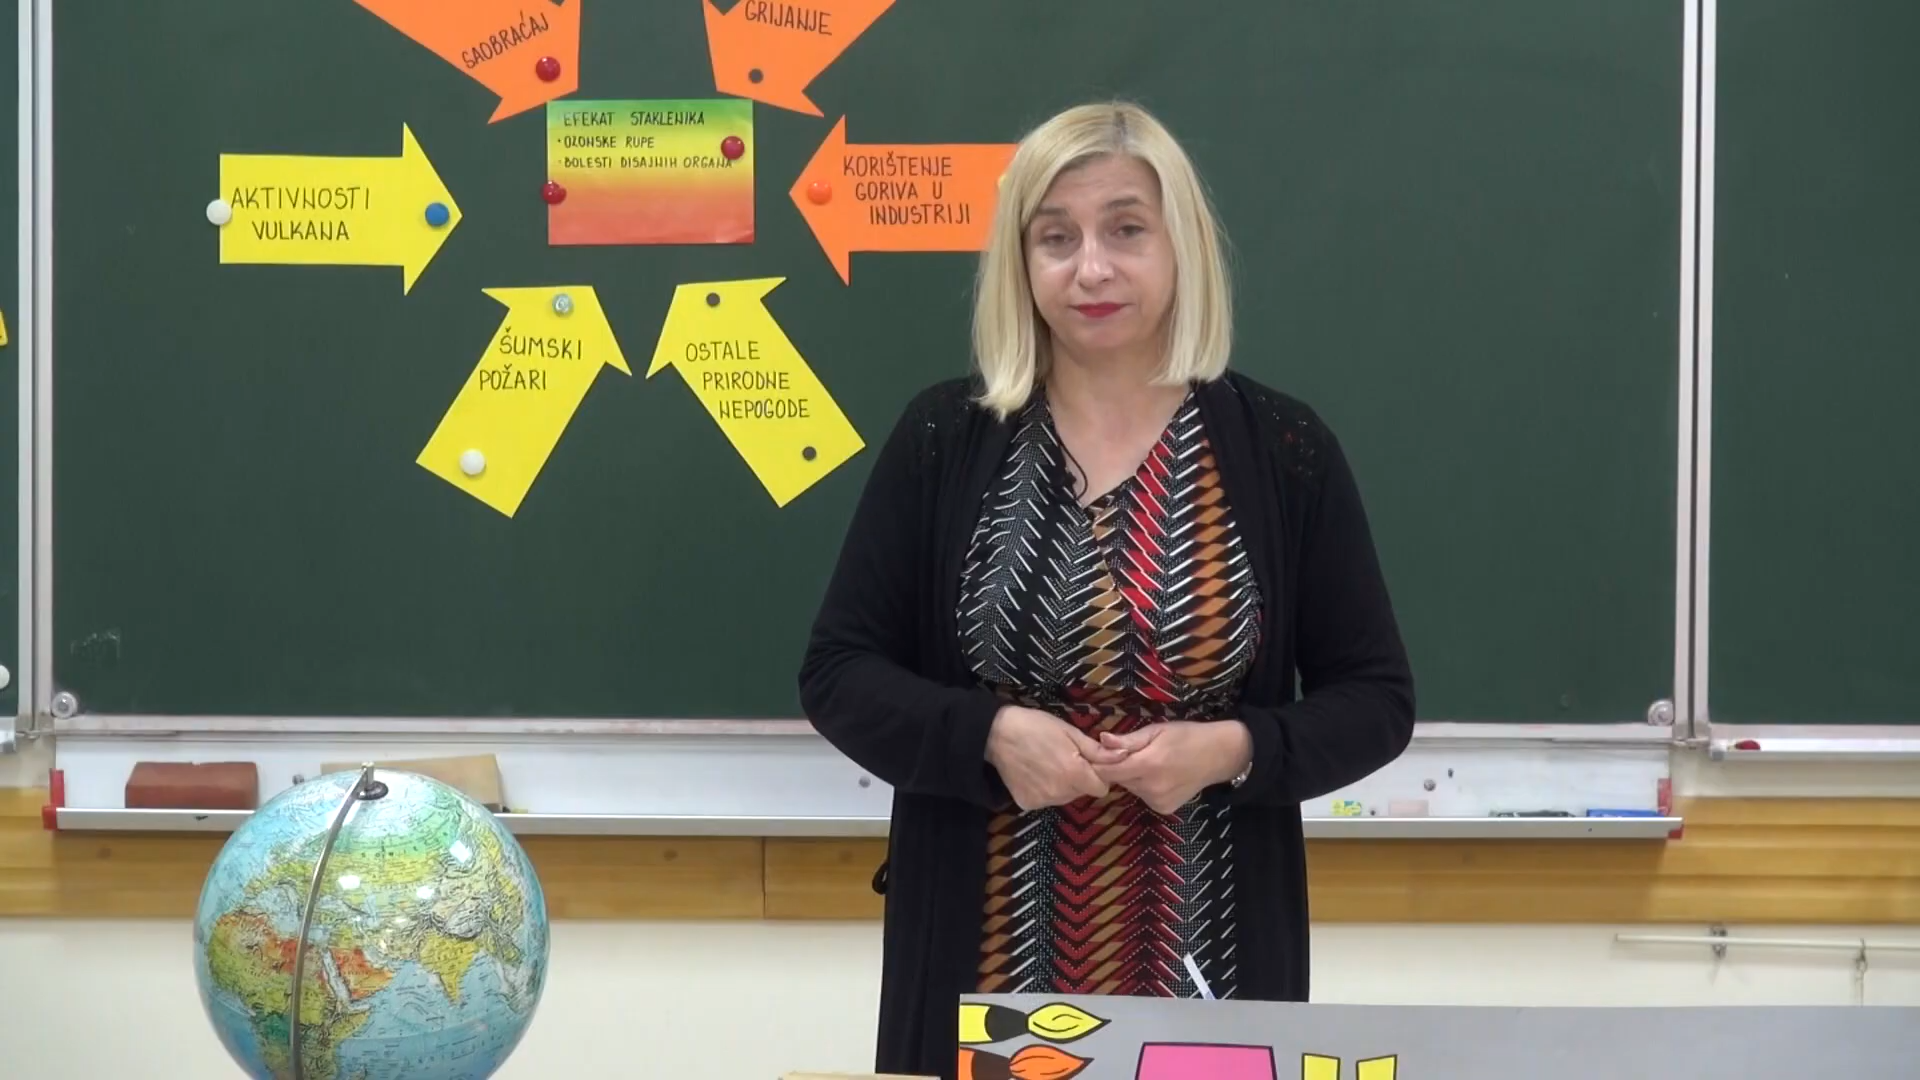 SAOBRAĆAJ
GRIJANJE
EFEKAT STAKLENIKA
•OZONSKE RUPE
•BOLESTI DISAJNIH ORGANA
AKTIVNOSTI
VULKANA
KORIŠTENJE
GORIVA U
INDUSTRIJI
ŠUMSKI
POŽARI
OSTALE
PRIRODNE
NEPOGODE